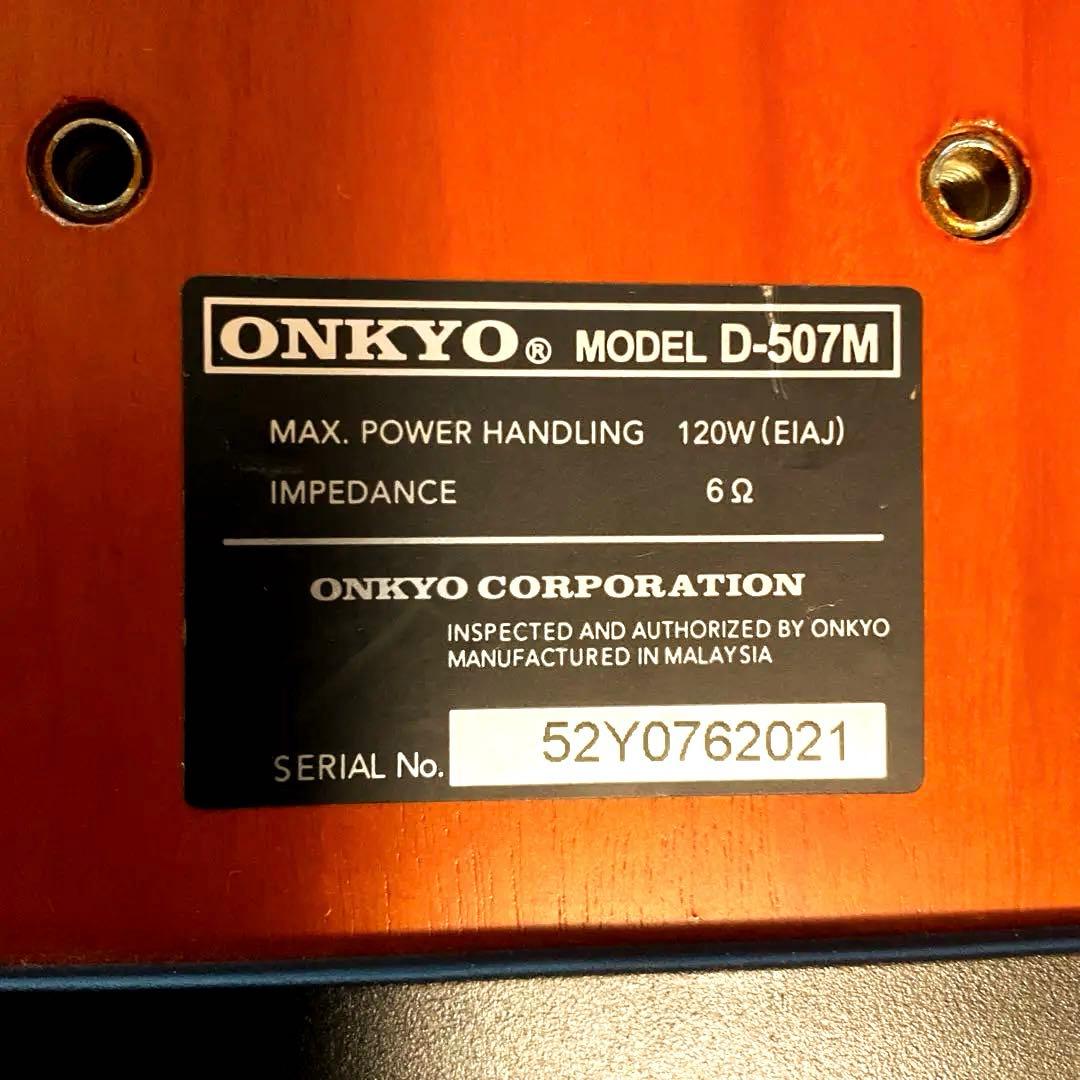 ONKYO® MODEL D-507M
MAX. POWER HANDLING 120W(EIAJ)
IMPEDANCE 6Ω
ONKYO CORPORATION
INSPECTED AND AUTHORIZED BY ONKYO
MANUFACTURED IN MALAYSIA
SERIAL No. 52Y0762021